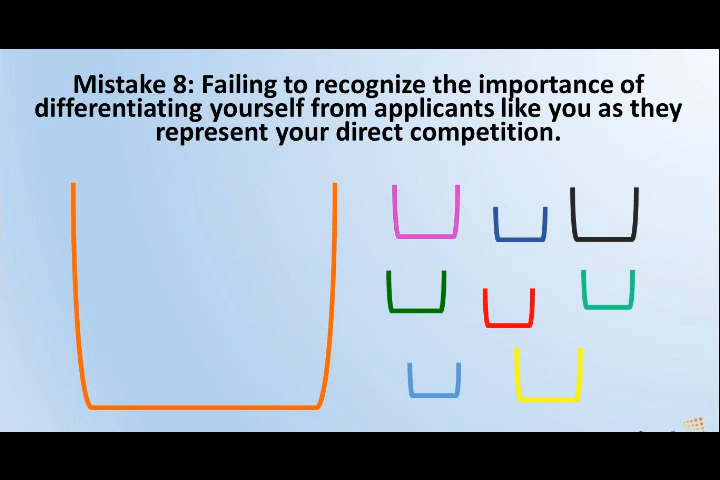 Mistake 8: Failing to recognize the importance of
differentiating yourself from applicants like you as they
represent your direct competition.